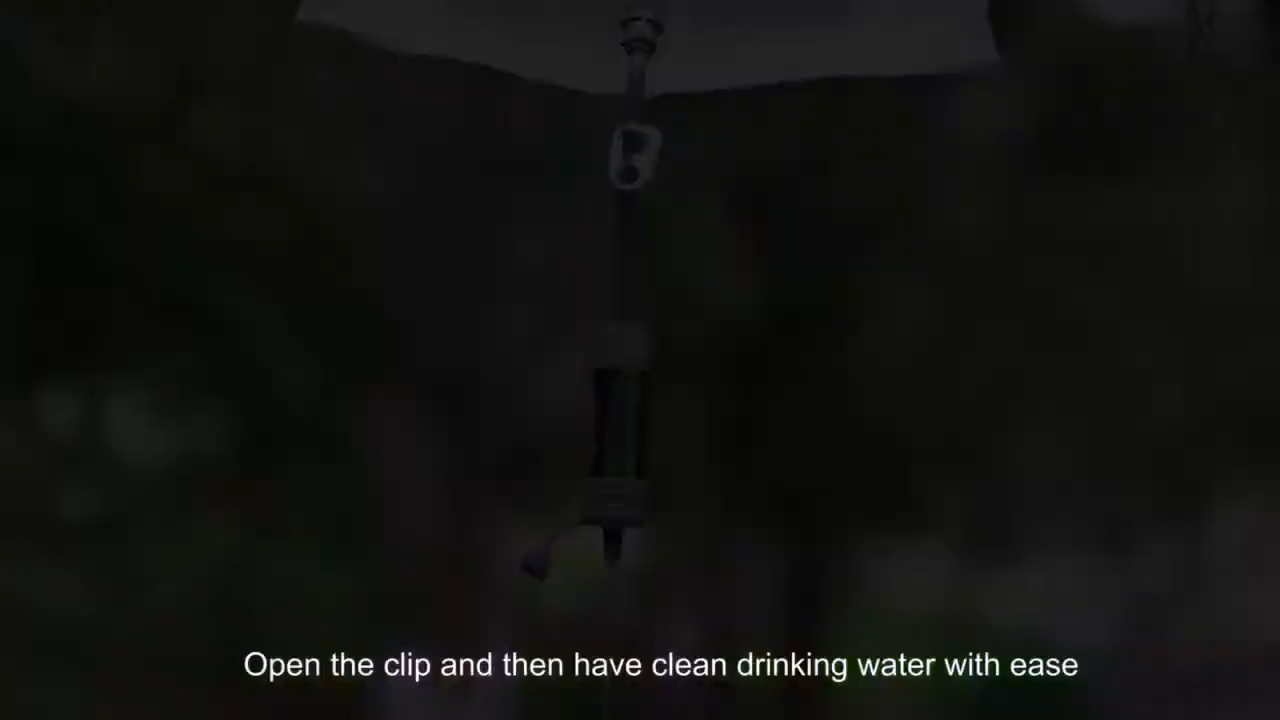 Open the clip and then have clean drinking water with ease